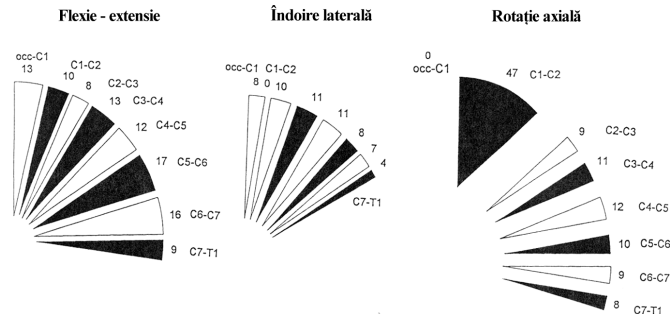 Flexie - extensie
occ-C1
13
C1-C2
10
8 C2-C3
13 C3-C4
12 C4-C5
17 C5-C6
16 C6-C7
9 C7-T1
Îndoire laterală
occ-C1 C1-C2
8 0 10
11
11
8
7
4
C7-T1
Rotație axială
0
occ-C1
47 C1-C2
9 C2-C3
11 C3-C4
12 C4-C5
10 C5-C6
9 C6-C7
8 C7-T1